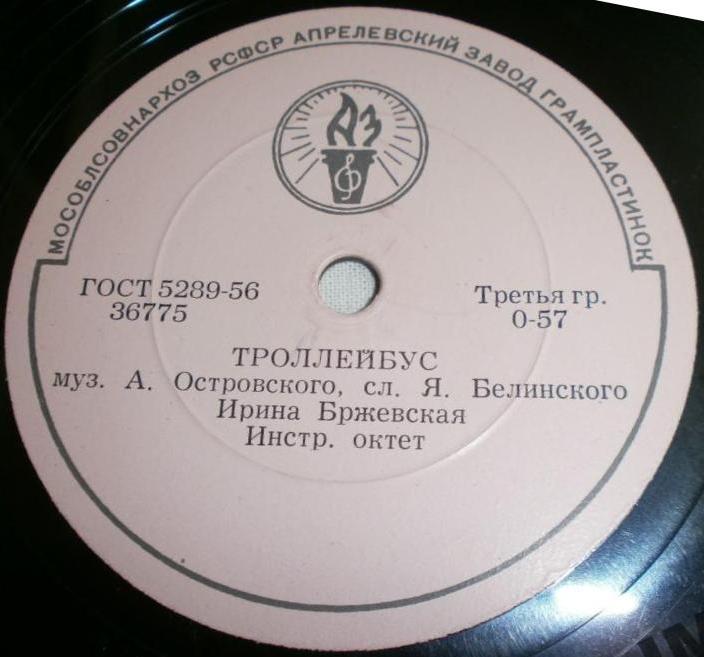 МОСОБЛСОВНАРХОЗ РСФСР АПРЕЛЕВСКИЙ ЗАВОД ГРАМПЛАСТИНОК
АЗ
ГОСТ 5289-56
36775
Третья гр.
0-57
ТРОЛЛЕЙБУС
муз. А. Островского, сл. Я. Белинского
Ирина Бржевская
Инстр. октет